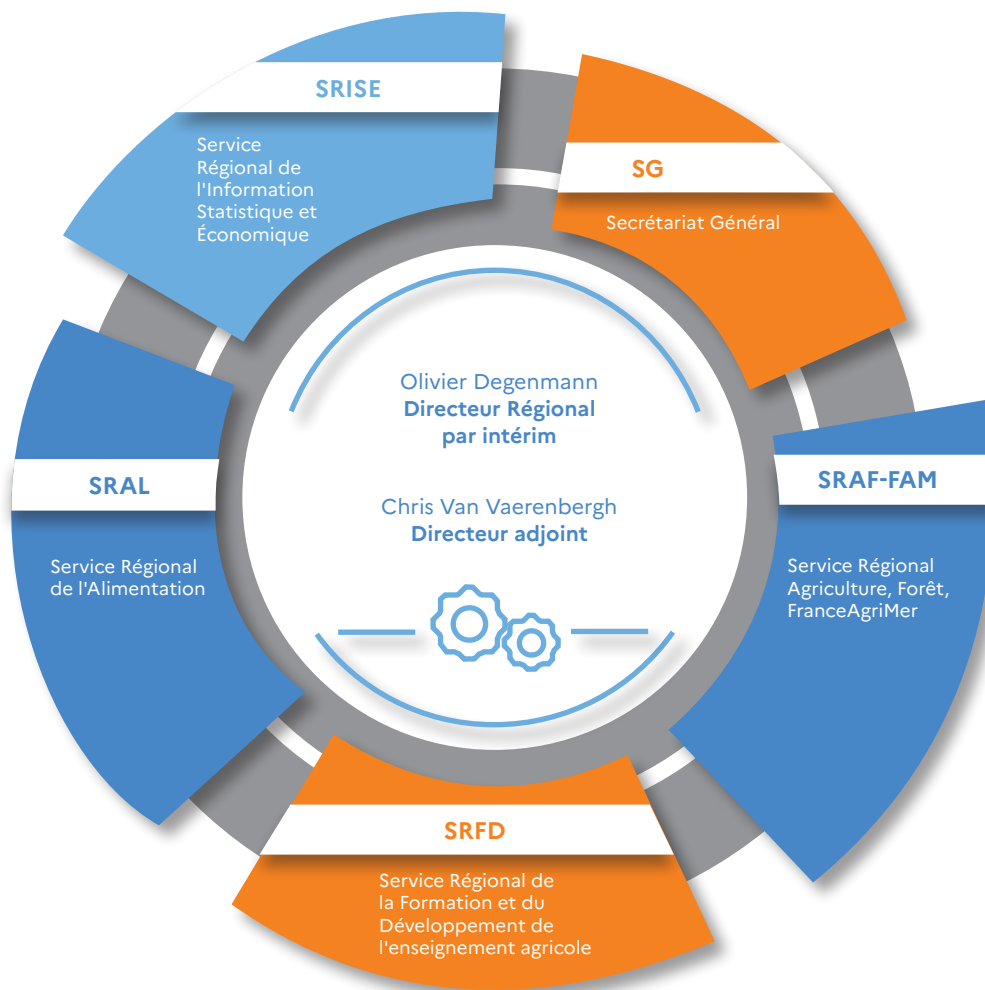 SRISE
Service
Régional de
l'Information
Statistique et
Économique
SG
Secrétariat Général
Olivier Degenmann
Directeur Régional
par intérim
Chris Van Vaerenbergh
Directeur adjoint
SRAL
Service Régional
de l'Alimentation
SRAF-FAM
Service Régional
Agriculture, Forêt,
FranceAgriMer
SRFD
Service Régional de
la Formation et du
Développement de
l'enseignement agricole